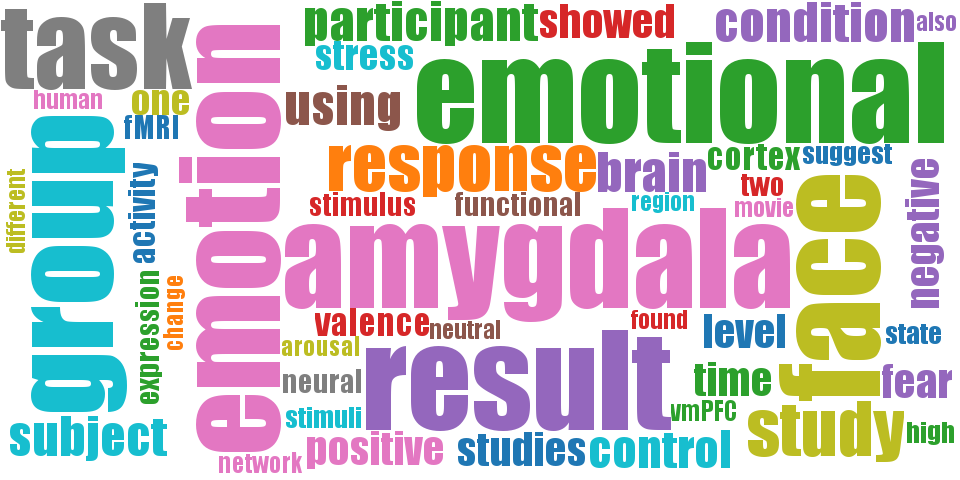 task
participant
showed
condition
also
human
one
stress
using
emotional
fMRI
group
emotion
response
brain
cortex
suggest
different
activity
stimulus
functional
region
two
movie
face
negative
amygdala
expression
change
valence
neutral
found
level
state
arousal
result
neural
time
fear
stimuli
vmPFC
study
high
subject
network
positive
studies
control